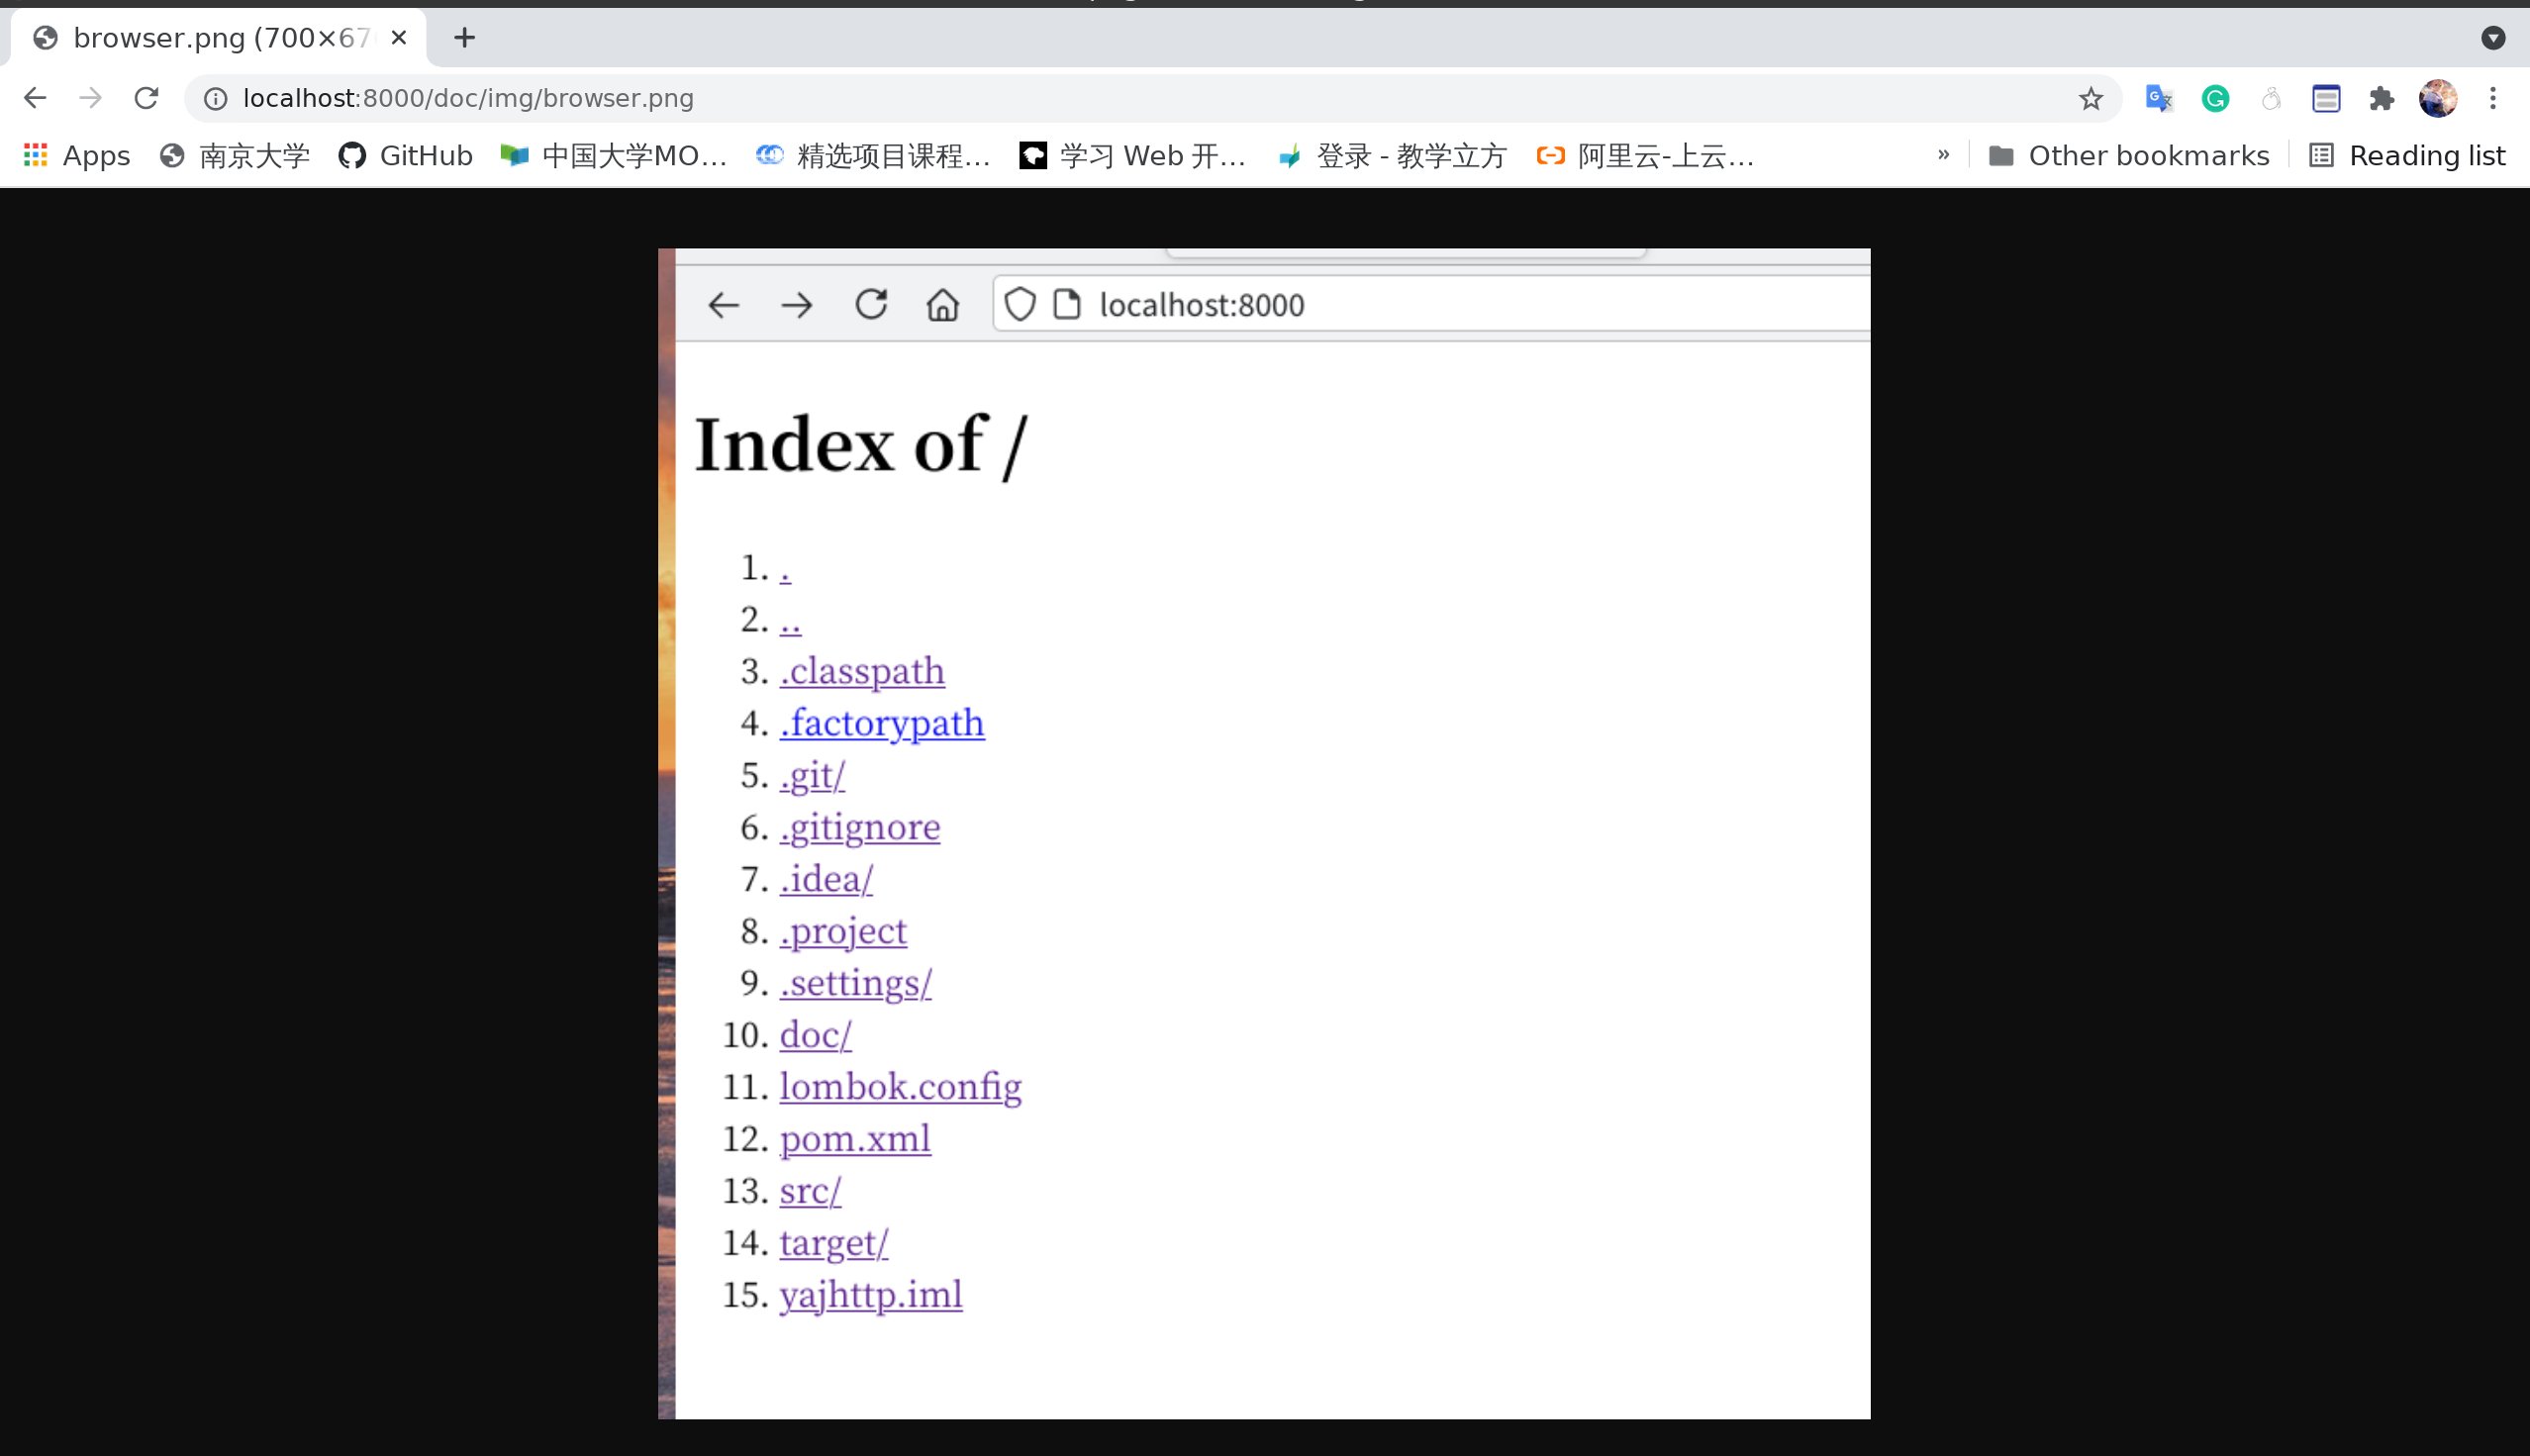 browser.png (700×67
localhost:8000/doc/img/browser.png
Apps 南京大学 GitHub 中国大学MO… 精选项目课程… 学习 Web 开… 登录 - 教学立方 阿里云-上云… » Other bookmarks Reading list
localhost:8000
Index of /
1. .
2. ..
3. .classpath
4. .factorypath
5. .git/
6. .gitignore
7. .idea/
8. .project
9. .settings/
10. doc/
11. lombok.config
12. pom.xml
13. src/
14. target/
15. yajhttp.iml